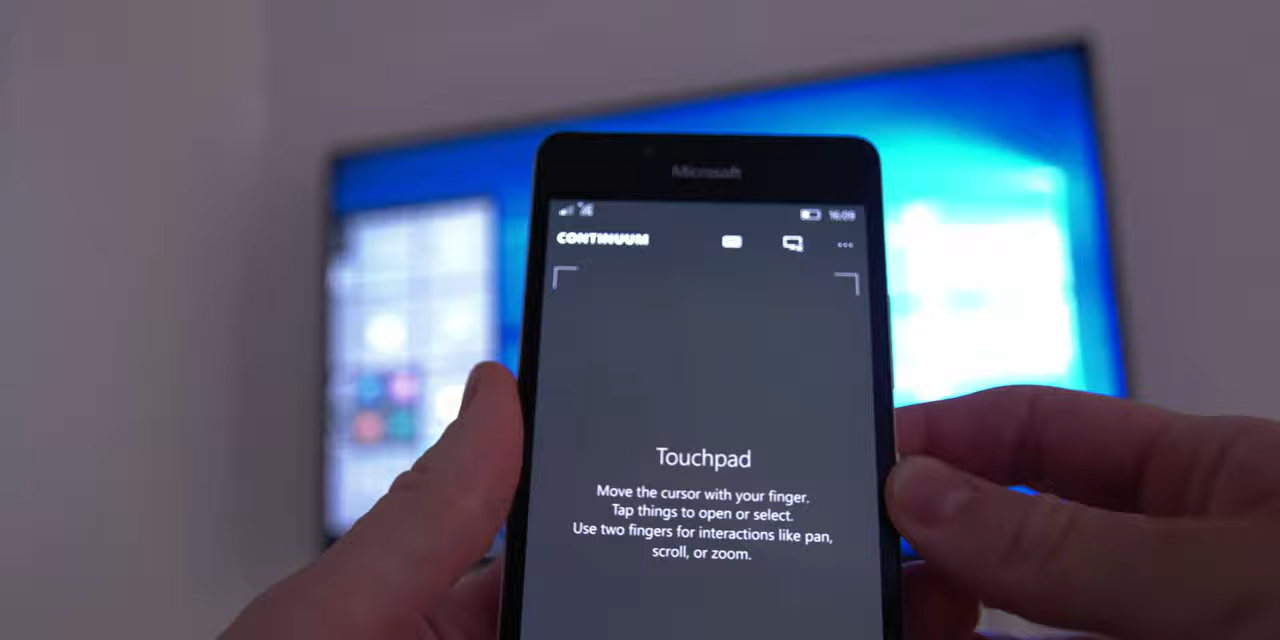 Microsoft
16:09
CONTINUUM
Touchpad
Move the cursor with your finger.
Tap things to open or select.
Use two fingers for interactions like pan,
scroll, or zoom.